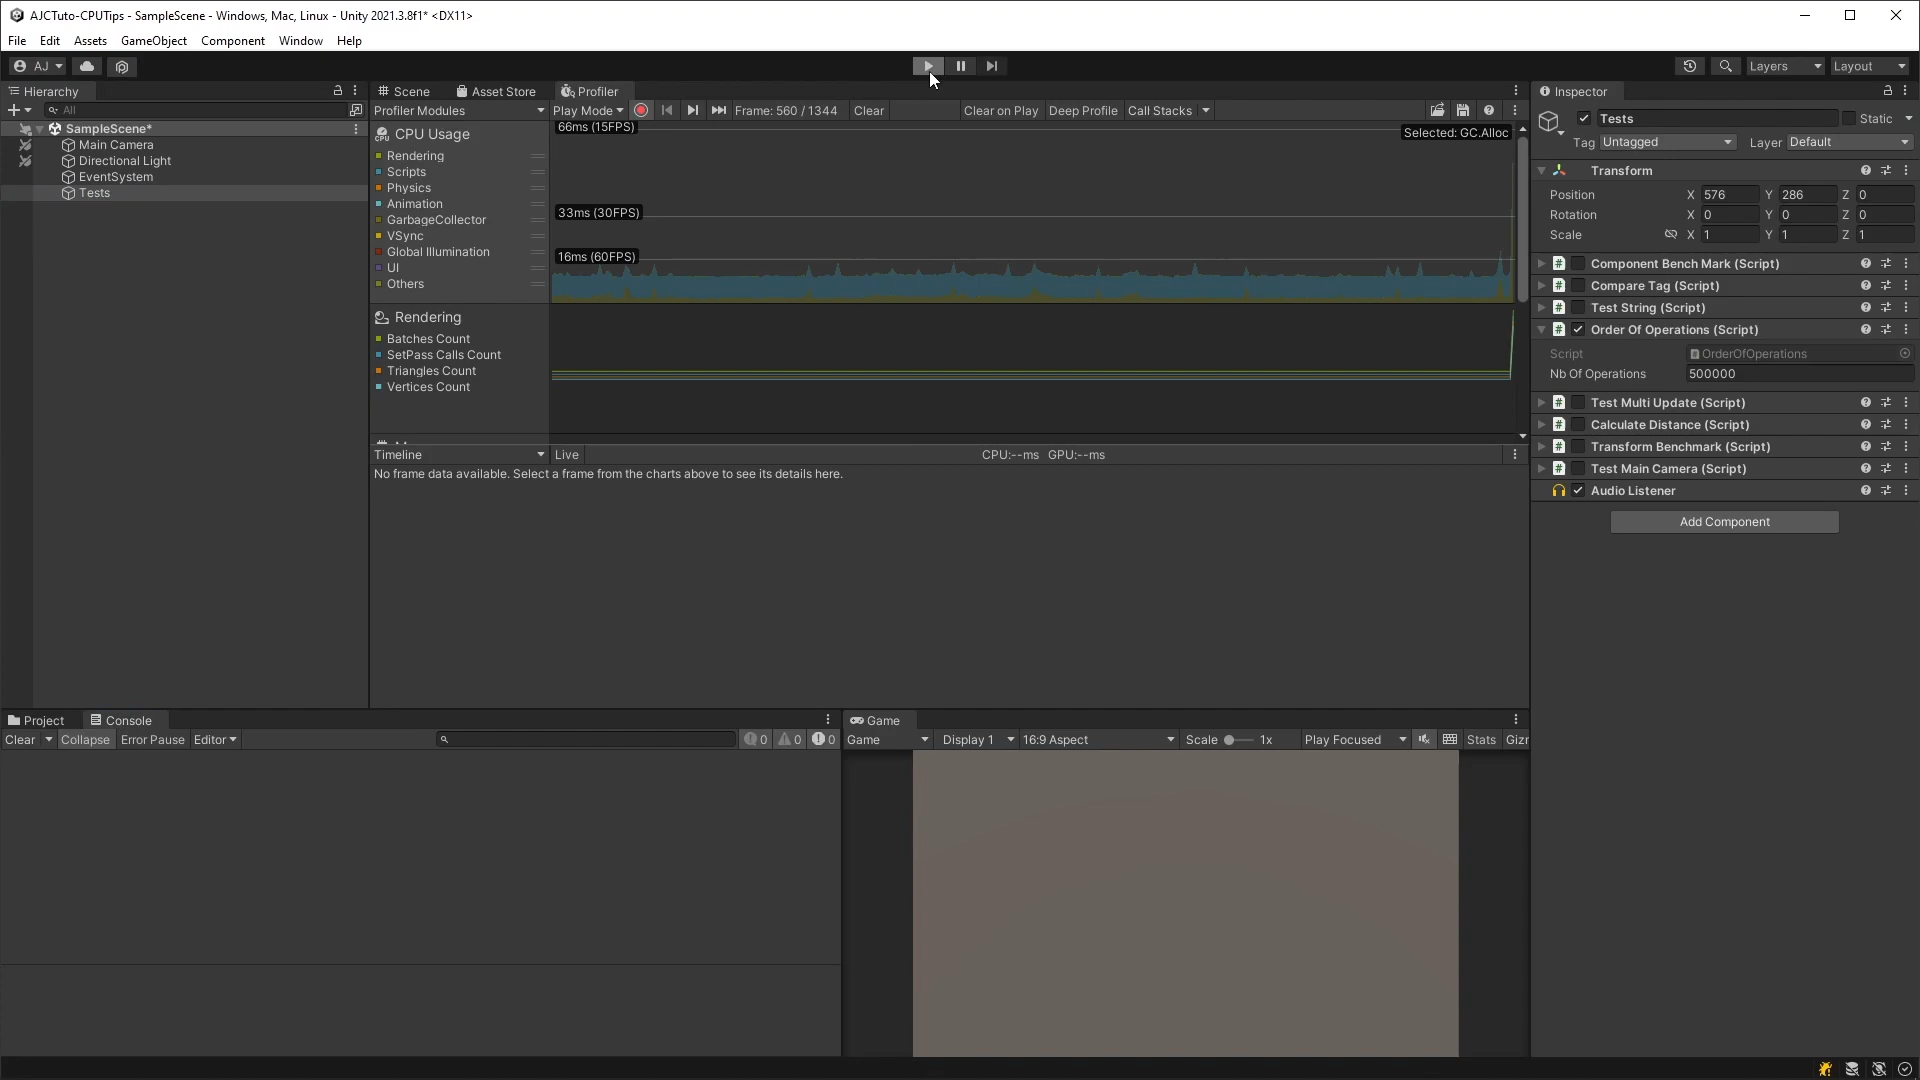 AJCTuto-CPUTips - SampleScene - Windows, Mac, Linux - Unity 2021.3.8f1* <DX11>
File Edit Assets GameObject Component Window Help
AJ Layers Layout
Hierarchy
All
SampleScene*
Main Camera
Directional Light
EventSystem
Tests
Scene Asset Store Profiler
Profiler Modules Play Mode Frame: 560 / 1344 Clear Clear on Play Deep Profile Call Stacks
CPU Usage
Rendering
Scripts
Physics
Animation
GarbageCollector
VSync
Global Illumination
UI
Others
66ms (15FPS)
Selected: GC.Alloc
33ms (30FPS)
16ms (60FPS)
Rendering
Batches Count
SetPass Calls Count
Triangles Count
Vertices Count
Timeline Live CPU:--ms GPU:--ms
No frame data available. Select a frame from the charts above to see its details here.
Inspector
Tests Static
Tag Untagged Layer Default
Transform
Position X 576 Y 286 Z 0
Rotation X 0 Y 0 Z 0
Scale X 1 Y 1 Z 1
# Component Bench Mark (Script)
# Compare Tag (Script)
# Test String (Script)
# Order Of Operations (Script)
Script OrderOfOperations
Nb Of Operations 500000
# Test Multi Update (Script)
# Calculate Distance (Script)
# Transform Benchmark (Script)
# Test Main Camera (Script)
Audio Listener
Add Component
Project Console
Clear Collapse Error Pause Editor 0 0 0
Game
Game Display 1 16:9 Aspect Scale 1x Play Focused Stats Giz